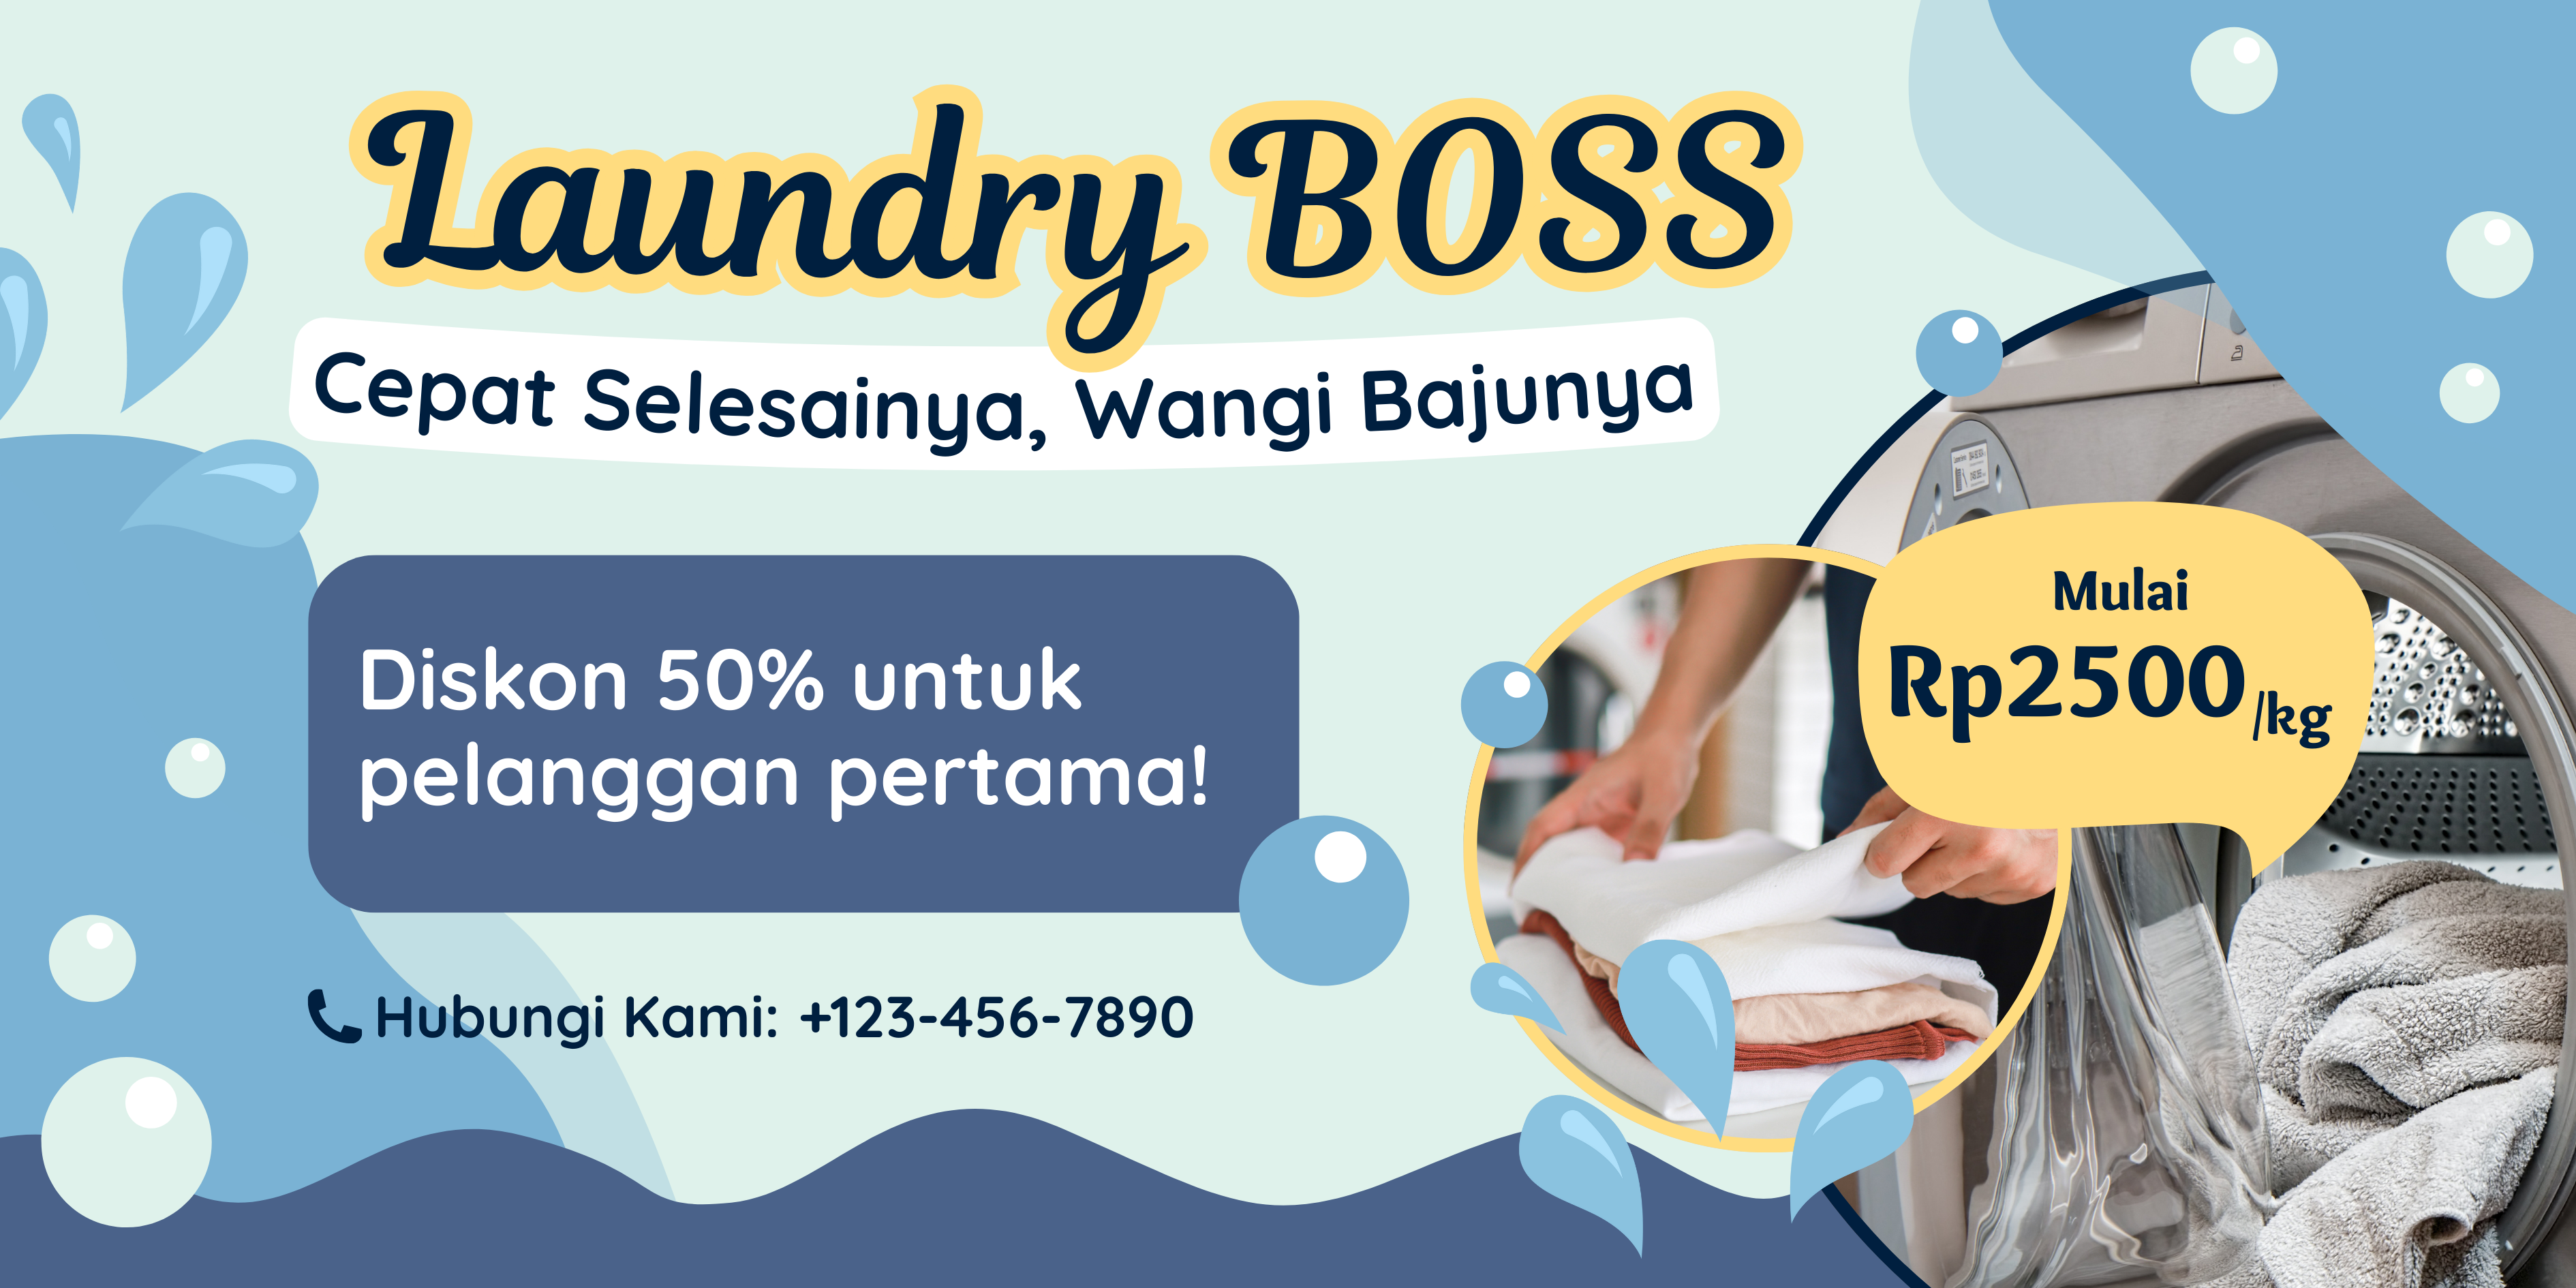 Laundry BOSS
Cepat Selesainya, Wangi Bajunya
Diskon 50% untuk
pelanggan pertama!
Hubungi Kami: +123-456-7890
Mulai
Rp2500/kg